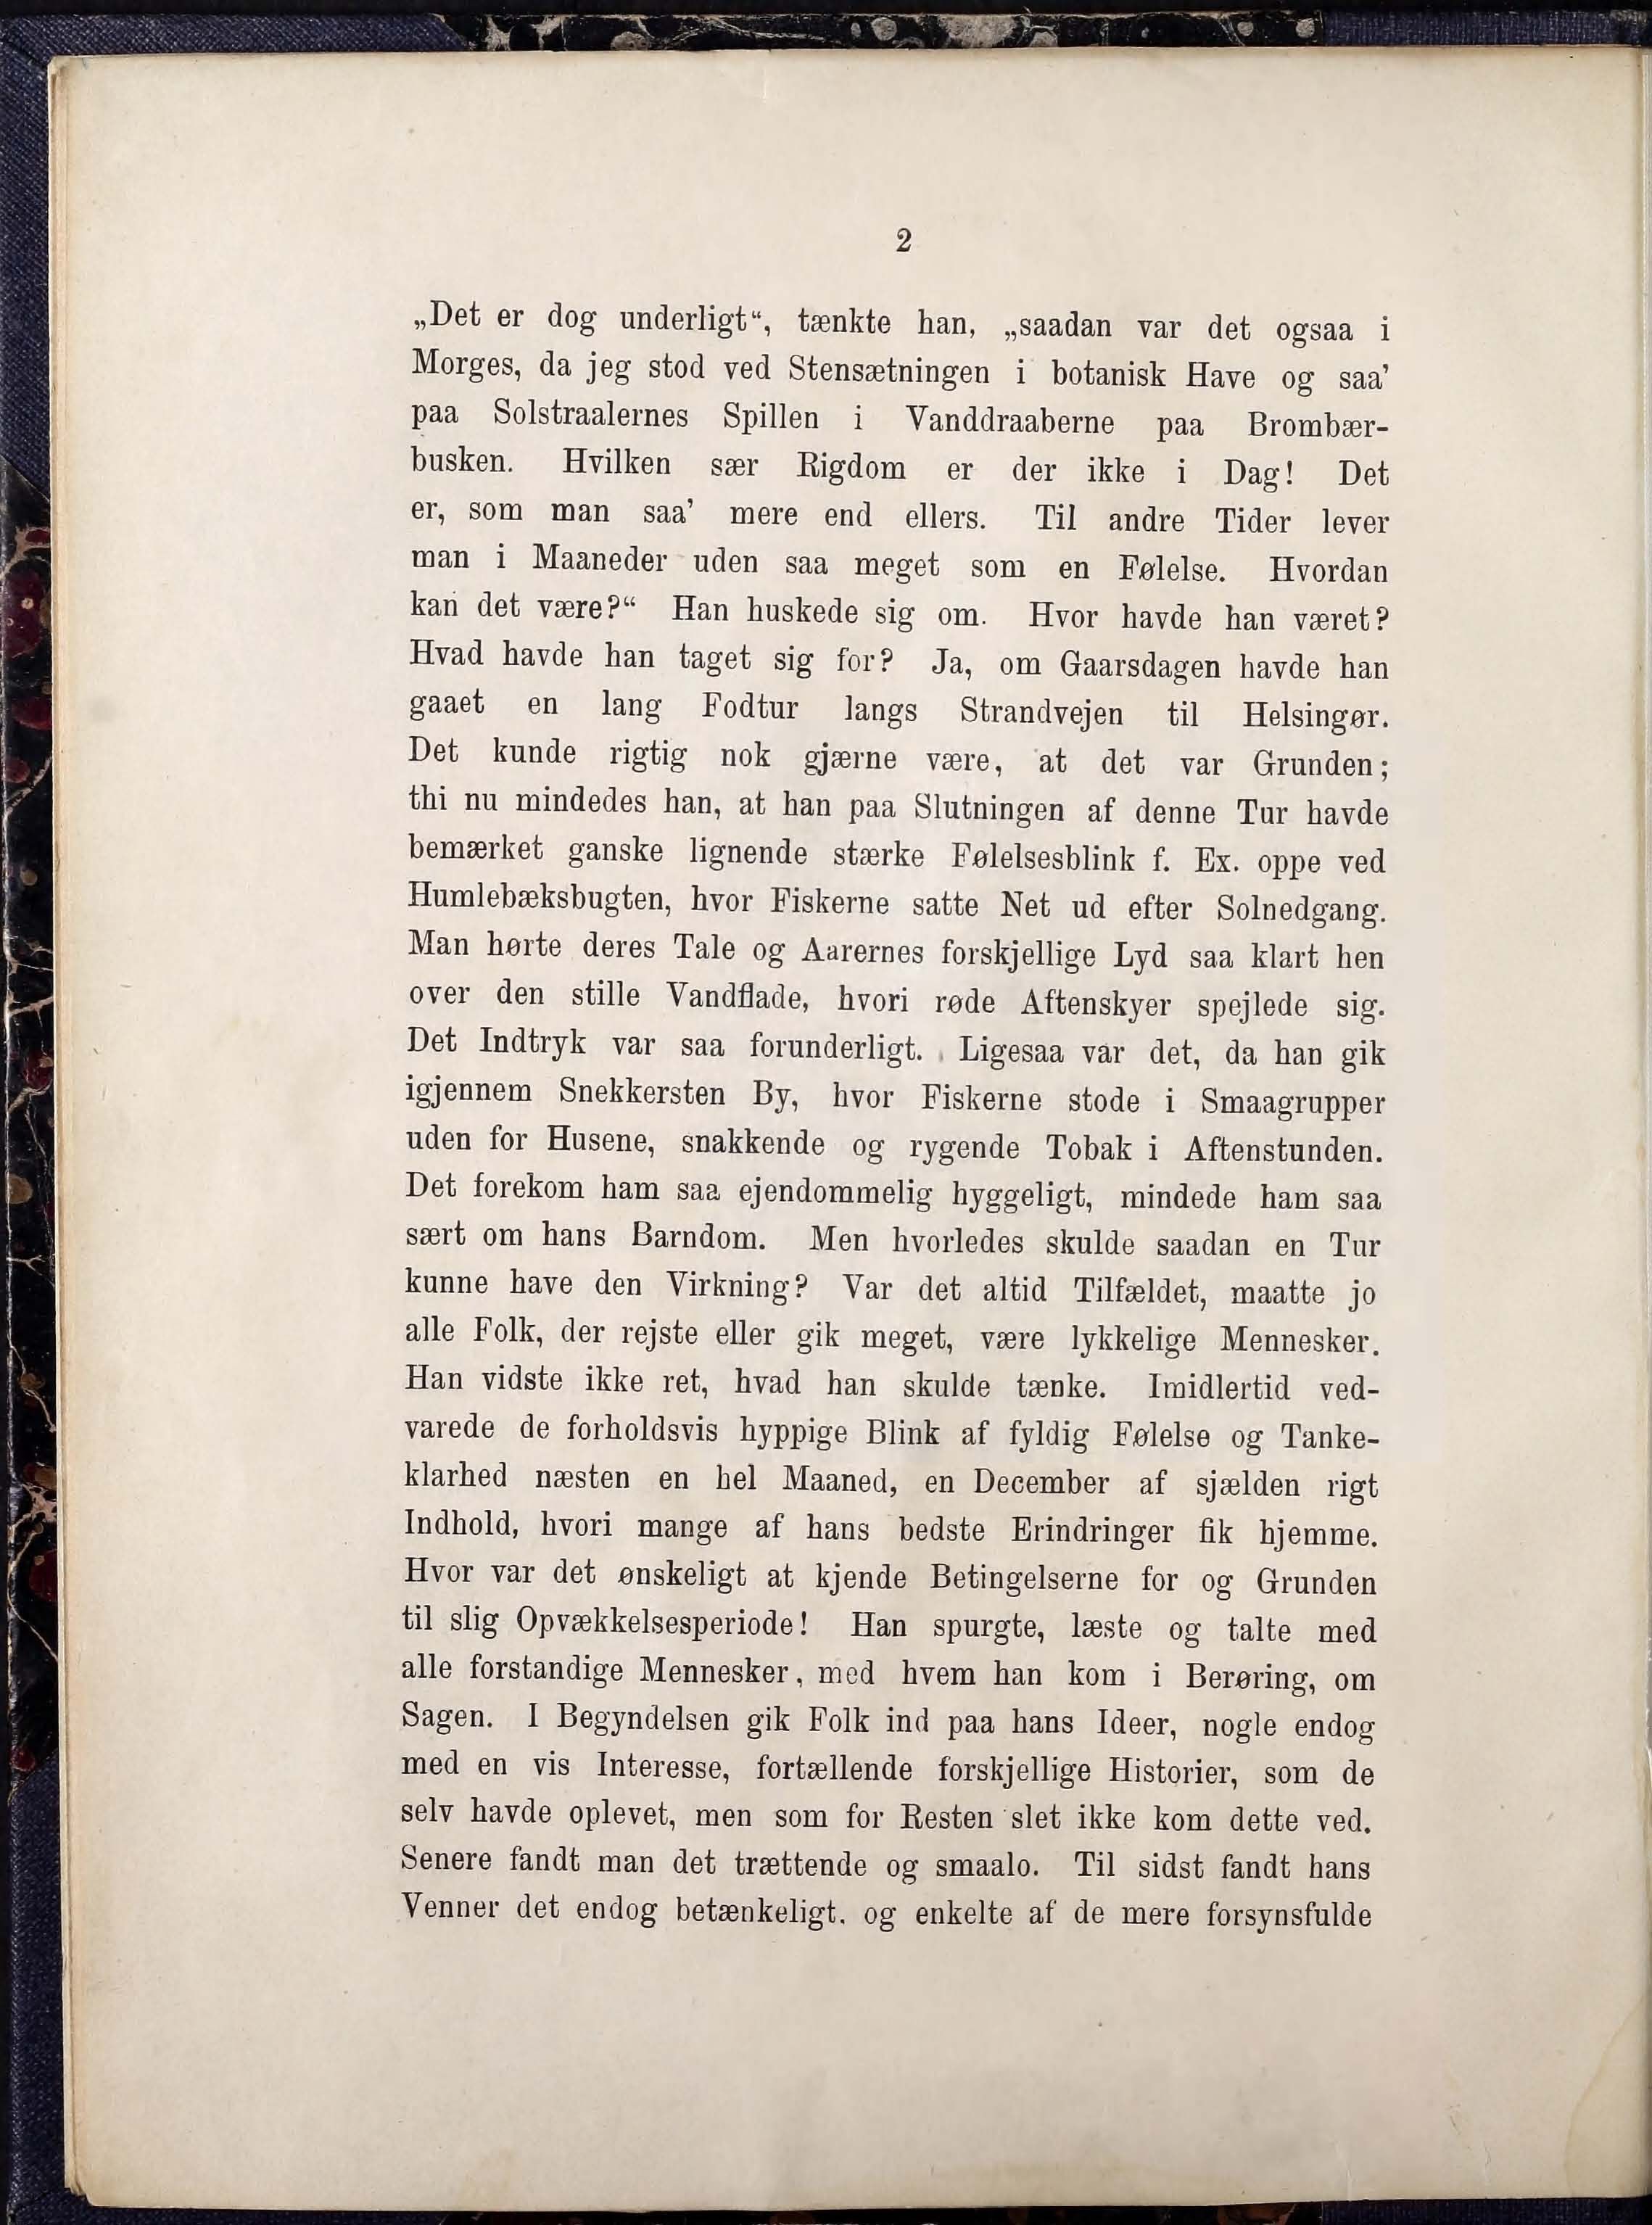 2
„Det er dog underligt“, tænkte han, „saadan var det ogsaa i
Morges, da jeg stod ved Stensætningen i botanisk Have og saa’
paa Solstraalernes Spillen i Vanddraaberne paa Brombær-
busken. Hvilken sær Rigdom er der ikke i Dag! Det
er, som man saa’ mere end ellers. Til andre Tider lever
man i Maaneder uden saa meget som en Følelse. Hvordan
kan det være?“ Han huskede sig om. Hvor havde han været?
Hvad havde han taget sig for? Ja, om Gaarsdagen havde han
gaaet en lang Fodtur langs Strandvejen til Helsingør.
Det kunde rigtig nok gjærne være, at det var Grunden;
thi nu mindedes han, at han paa Slutningen af denne Tur havde
bemærket ganske lignende stærke Følelsesblink f. Ex. oppe ved
Humlebæksbugten, hvor Fiskerne satte Net ud efter Solnedgang.
Man hørte deres Tale og Aarernes forskjellige Lyd saa klart hen
over den stille Vandflade, hvori røde Aftenskyer spejlede sig.
Det Indtryk var saa forunderligt. Ligesaa var det, da han gik
igjennem Snekkersten By, hvor Fiskerne stode i Smaagrupper
uden for Husene, snakkende og rygende Tobak i Aftenstunden.
Det forekom ham saa ejendommelig hyggeligt, mindede ham saa
sært om hans Barndom. Men hvorledes skulde saadan en Tur
kunne have den Virkning? Var det altid Tilfældet, maatte jo
alle Folk, der rejste eller gik meget, være lykkelige Mennesker.
Han vidste ikke ret, hvad han skulde tænke. Imidlertid ved-
varede de forholdsvis hyppige Blink af fyldig Følelse og Tanke-
klarhed næsten en hel Maaned, en December af sjælden rigt
Indhold, hvori mange af hans bedste Erindringer fik hjemme.
Hvor var det ønskeligt at kjende Betingelserne for og Grunden
til slig Opvækkelsesperiode! Han spurgte, læste og talte med
alle forstandige Mennesker, med hvem han kom i Berøring, om
Sagen. I Begyndelsen gik Folk ind paa hans Ideer, nogle endog
med en vis Interesse, fortællende forskjellige Historier, som de
selv havde oplevet, men som for Resten slet ikke kom dette ved.
Senere fandt man det trættende og smaalo. Til sidst fandt hans
Venner det endog betænkeligt, og enkelte af de mere forsynsfulde